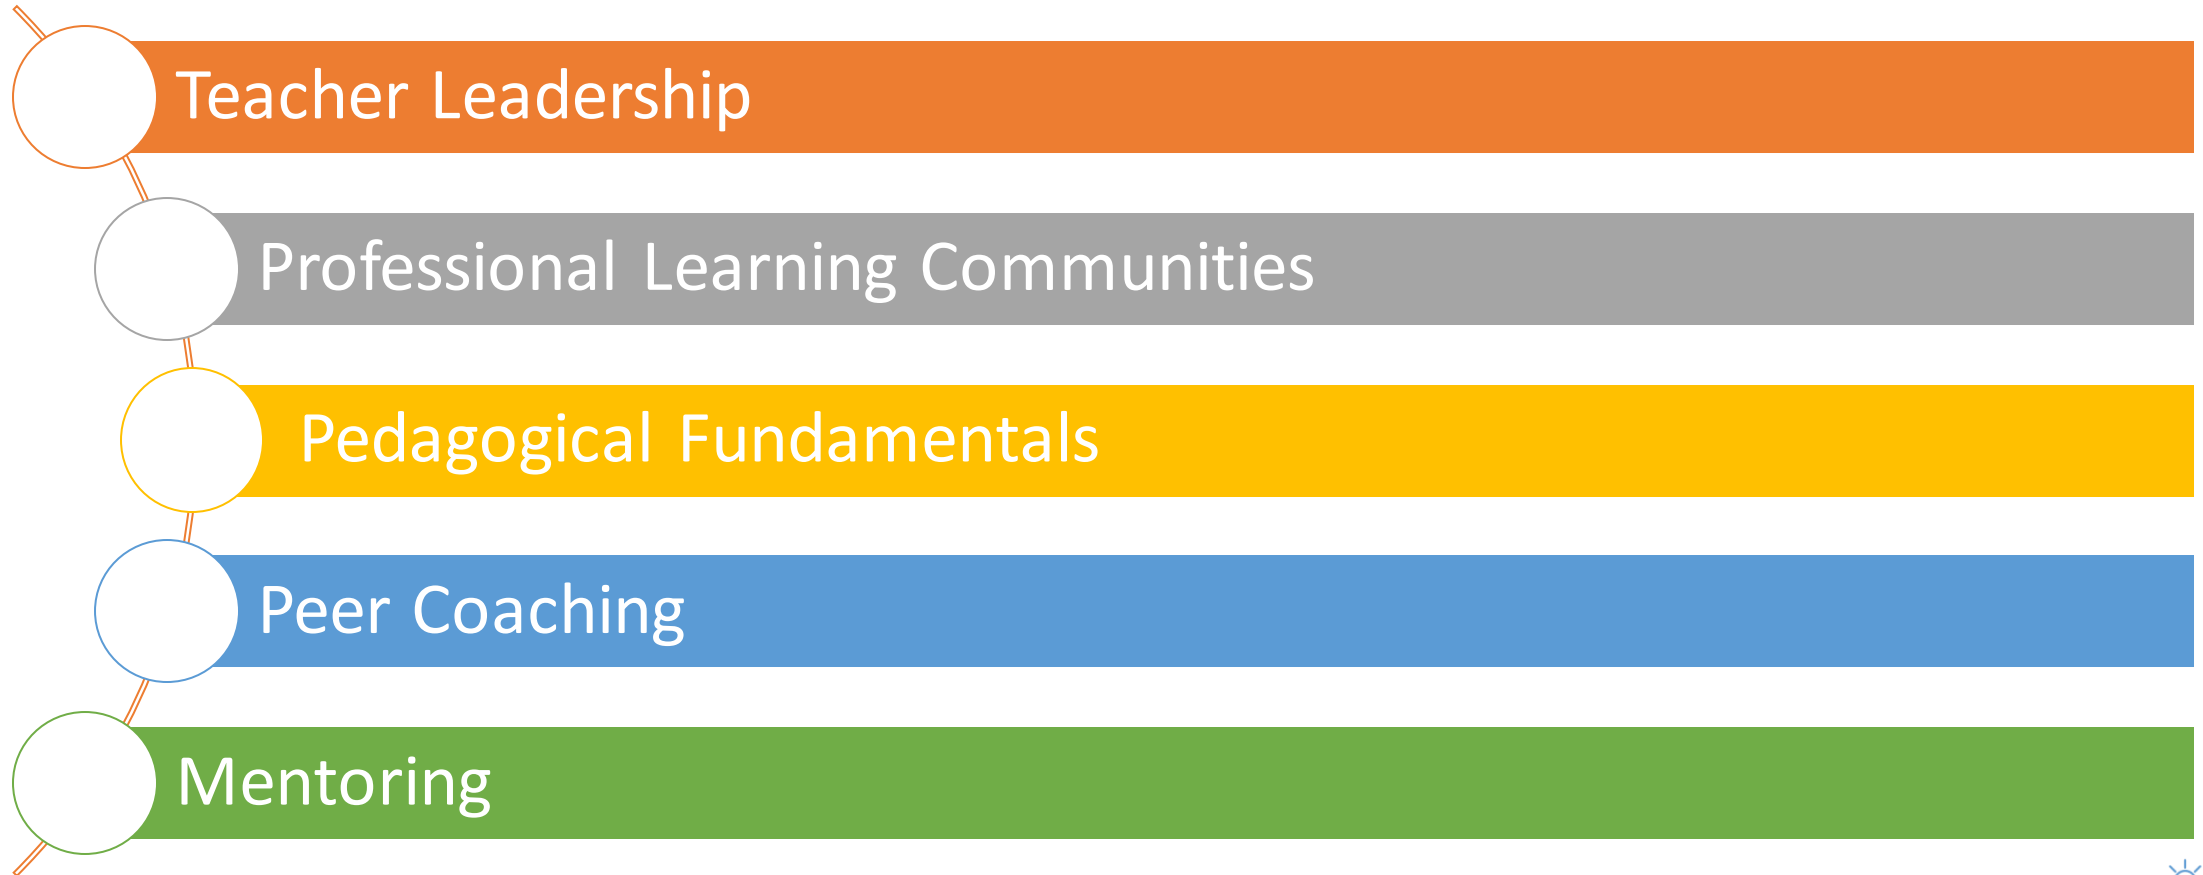 Teacher Leadership
Professional Learning Communities
Pedagogical Fundamentals
Peer Coaching
Mentoring